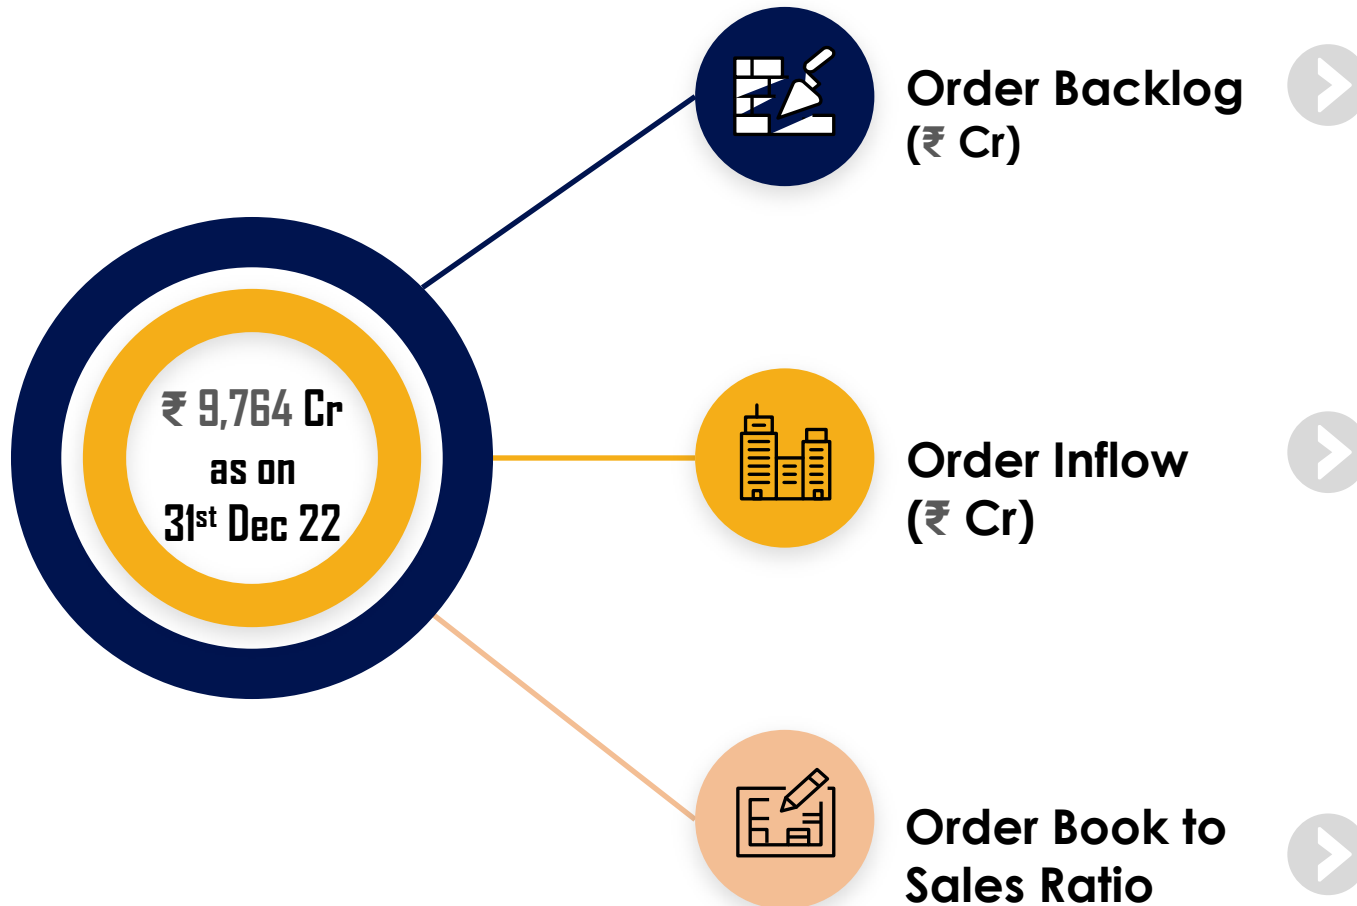 Order Backlog
(₹ Cr)
₹ 9,764 Cr
as on
31st Dec 22
Order Inflow
(₹ Cr)
Order Book to
Sales Ratio